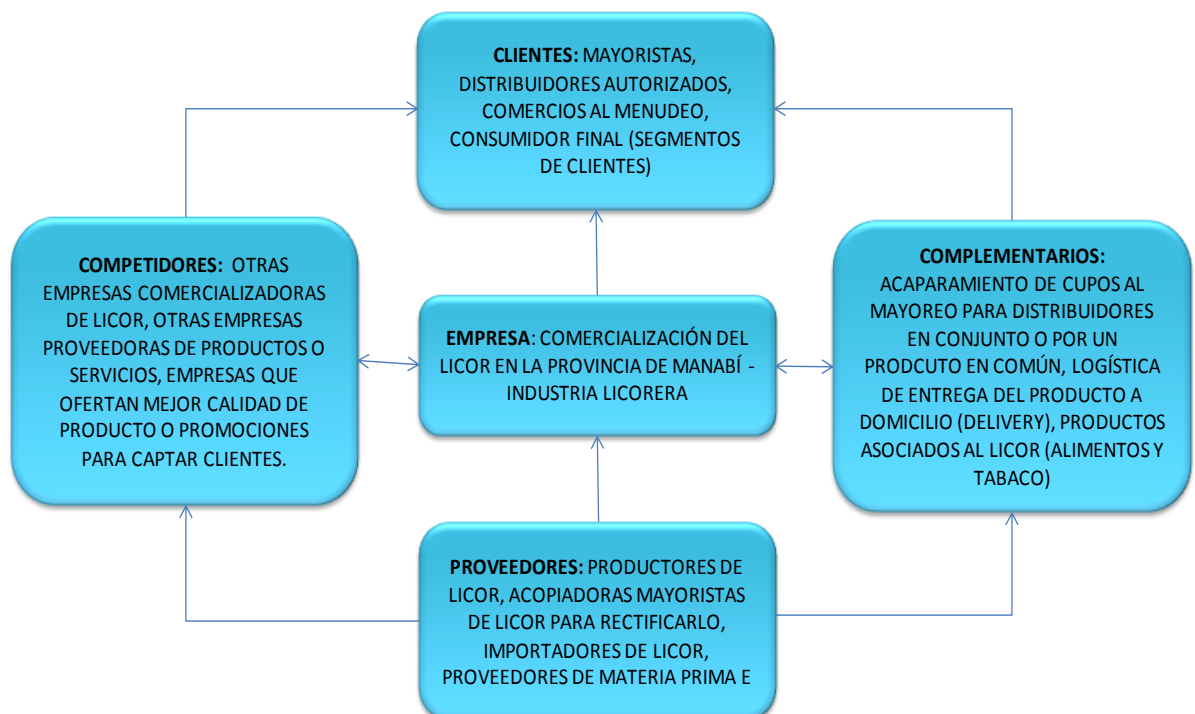 CLIENTES: MAYORISTAS,
DISTRIBUIDORES AUTORIZADOS,
COMERCIOS AL MENUDEO,
CONSUMIDOR FINAL (SEGMENTOS
DE CLIENTES)
COMPETIDORES: OTRAS
EMPRESAS COMERCIALIZADORAS
DE LICOR, OTRAS EMPRESAS
PROVEEDORAS DE PRODUCTOS O
SERVICIOS, EMPRESAS QUE
OFERTAN MEJOR CALIDAD DE
PRODUCTO O PROMOCIONES
PARA CAPTAR CLIENTES.
EMPRESA: COMERCIALIZACIÓN DEL
LICOR EN LA PROVINCIA DE MANABÍ -
INDUSTRIA LICORERA
COMPLEMENTARIOS:
ACAPARAMIENTO DE CUPOS AL
MAYOREO PARA DISTRIBUIDORES
EN CONJUNTO O POR UN
PRODCUTO EN COMÚN, LOGÍSTICA
DE ENTREGA DEL PRODUCTO A
DOMICILIO (DELIVERY), PRODUCTOS
ASOCIADOS AL LICOR (ALIMENTOS Y
TABACO)
PROVEEDORES: PRODUCTORES DE
LICOR, ACOPIADORAS MAYORISTAS
DE LICOR PARA RECTIFICARLO,
IMPORTADORES DE LICOR,
PROVEEDORES DE MATERIA PRIMA E